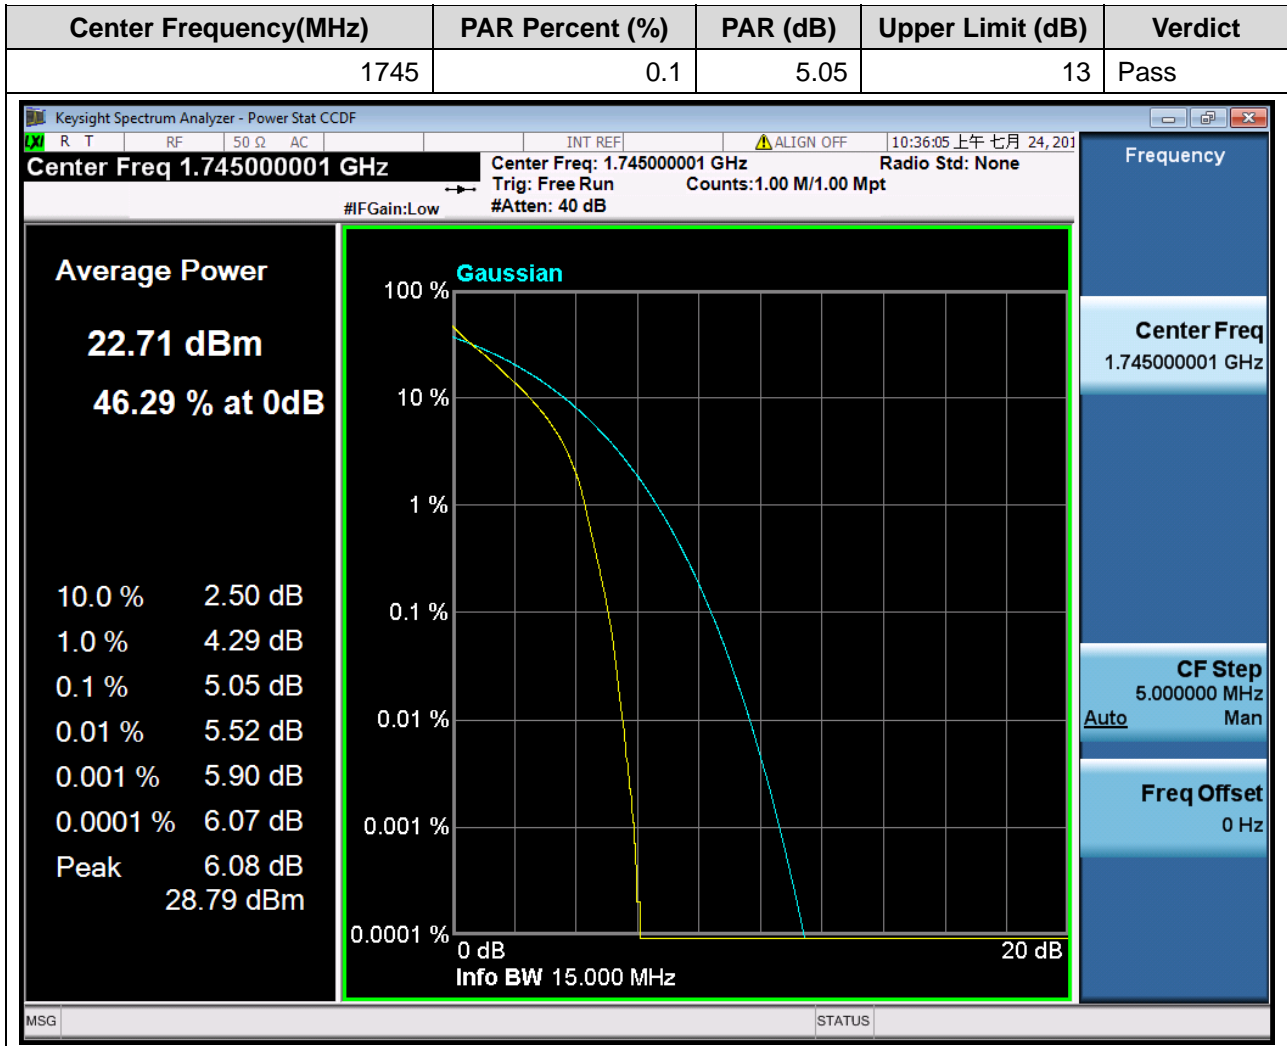 Center Frequency(MHz) PAR Percent (%) PAR (dB) Upper Limit (dB) Verdict
1745 0.1 5.05 13 Pass
Keysight Spectrum Analyzer - Power Stat CCDF
LXI R T RF 50 Ω AC INT REF ALIGN OFF 10:36:05 上午 七月 24, 201
Center Freq 1.745000001 GHz
Center Freq: 1.745000001 GHz Radio Std: None
Trig: Free Run Counts:1.00 M/1.00 Mpt
#IFGain:Low #Atten: 40 dB
Average Power
22.71 dBm
46.29 % at 0dB
10.0 % 2.50 dB
1.0 % 4.29 dB
0.1 % 5.05 dB
0.01 % 5.52 dB
0.001 % 5.90 dB
0.0001 % 6.07 dB
Peak 6.08 dB
28.79 dBm
Gaussian
100 %
10 %
1 %
0.1 %
0.01 %
0.001 %
0.0001 %
0 dB 20 dB
Info BW 15.000 MHz
Frequency
Center Freq
1.745000001 GHz
CF Step
5.000000 MHz
Auto Man
Freq Offset
0 Hz
MSG STATUS